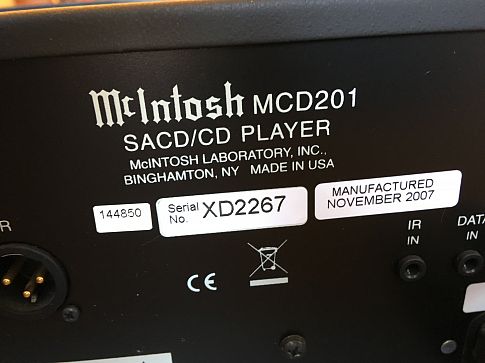 McIntosh MCD201
SACD/CD PLAYER
McINTOSH LABORATORY, INC.,
BINGHAMTON, NY MADE IN USA
144850
Serial No. XD2267
MANUFACTURED
NOVEMBER 2007
R
IR
IN
DATA
IN
CE